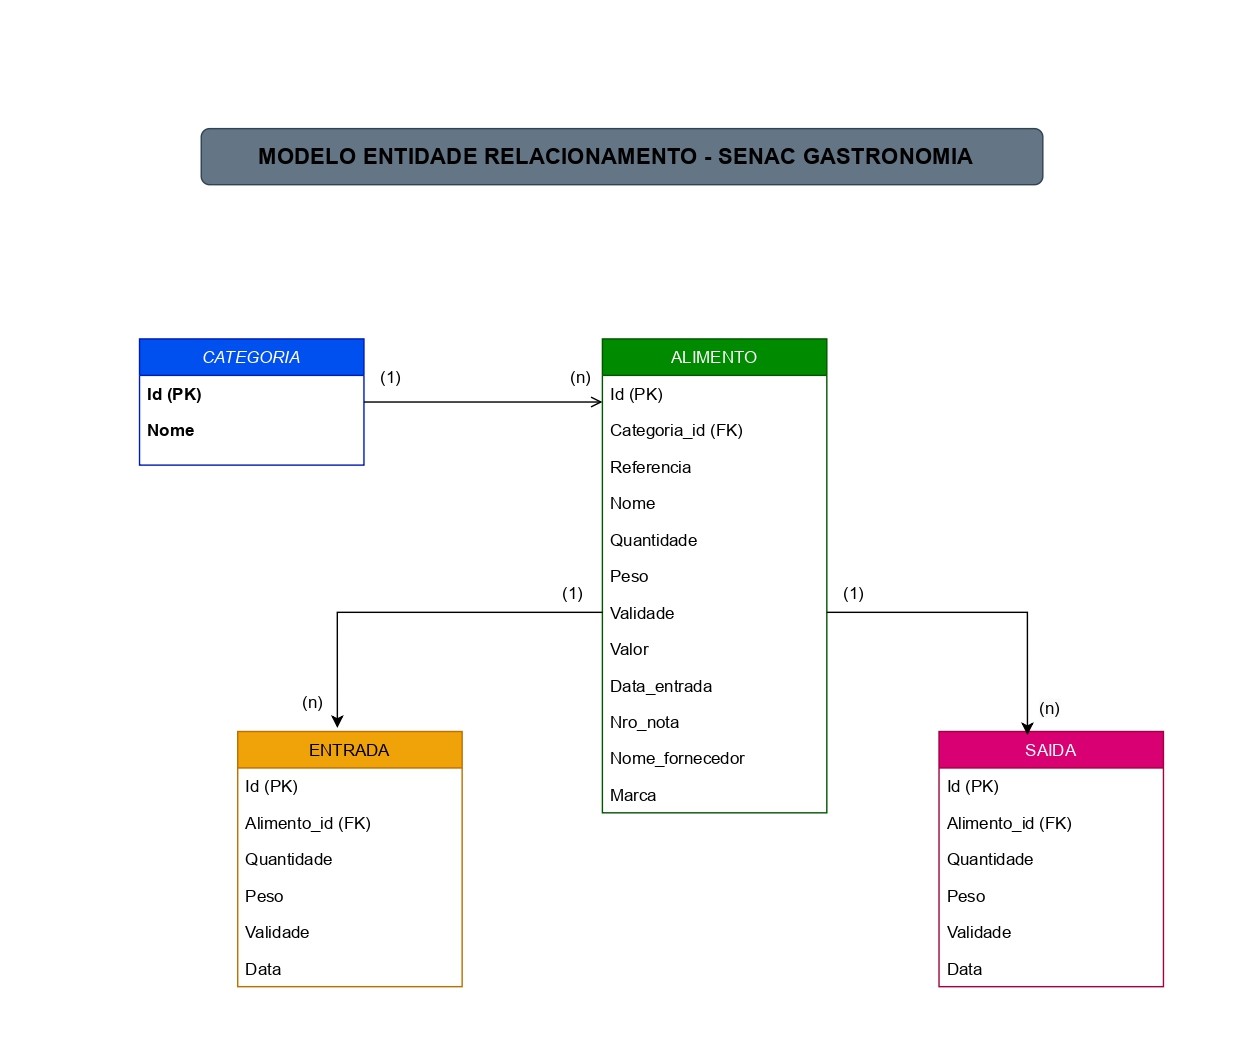 MODELO ENTIDADE RELACIONAMENTO - SENAC GASTRONOMIA
CATEGORIA
Id (PK)
Nome
(1)
(n)
ALIMENTO
Id (PK)
Categoria_id (FK)
Referencia
Nome
Quantidade
Peso
Validade
Valor
Data_entrada
Nro_nota
Nome_fornecedor
Marca
(1)
(n)
(1)
(n)
ENTRADA
Id (PK)
Alimento_id (FK)
Quantidade
Peso
Validade
Data
SAIDA
Id (PK)
Alimento_id (FK)
Quantidade
Peso
Validade
Data